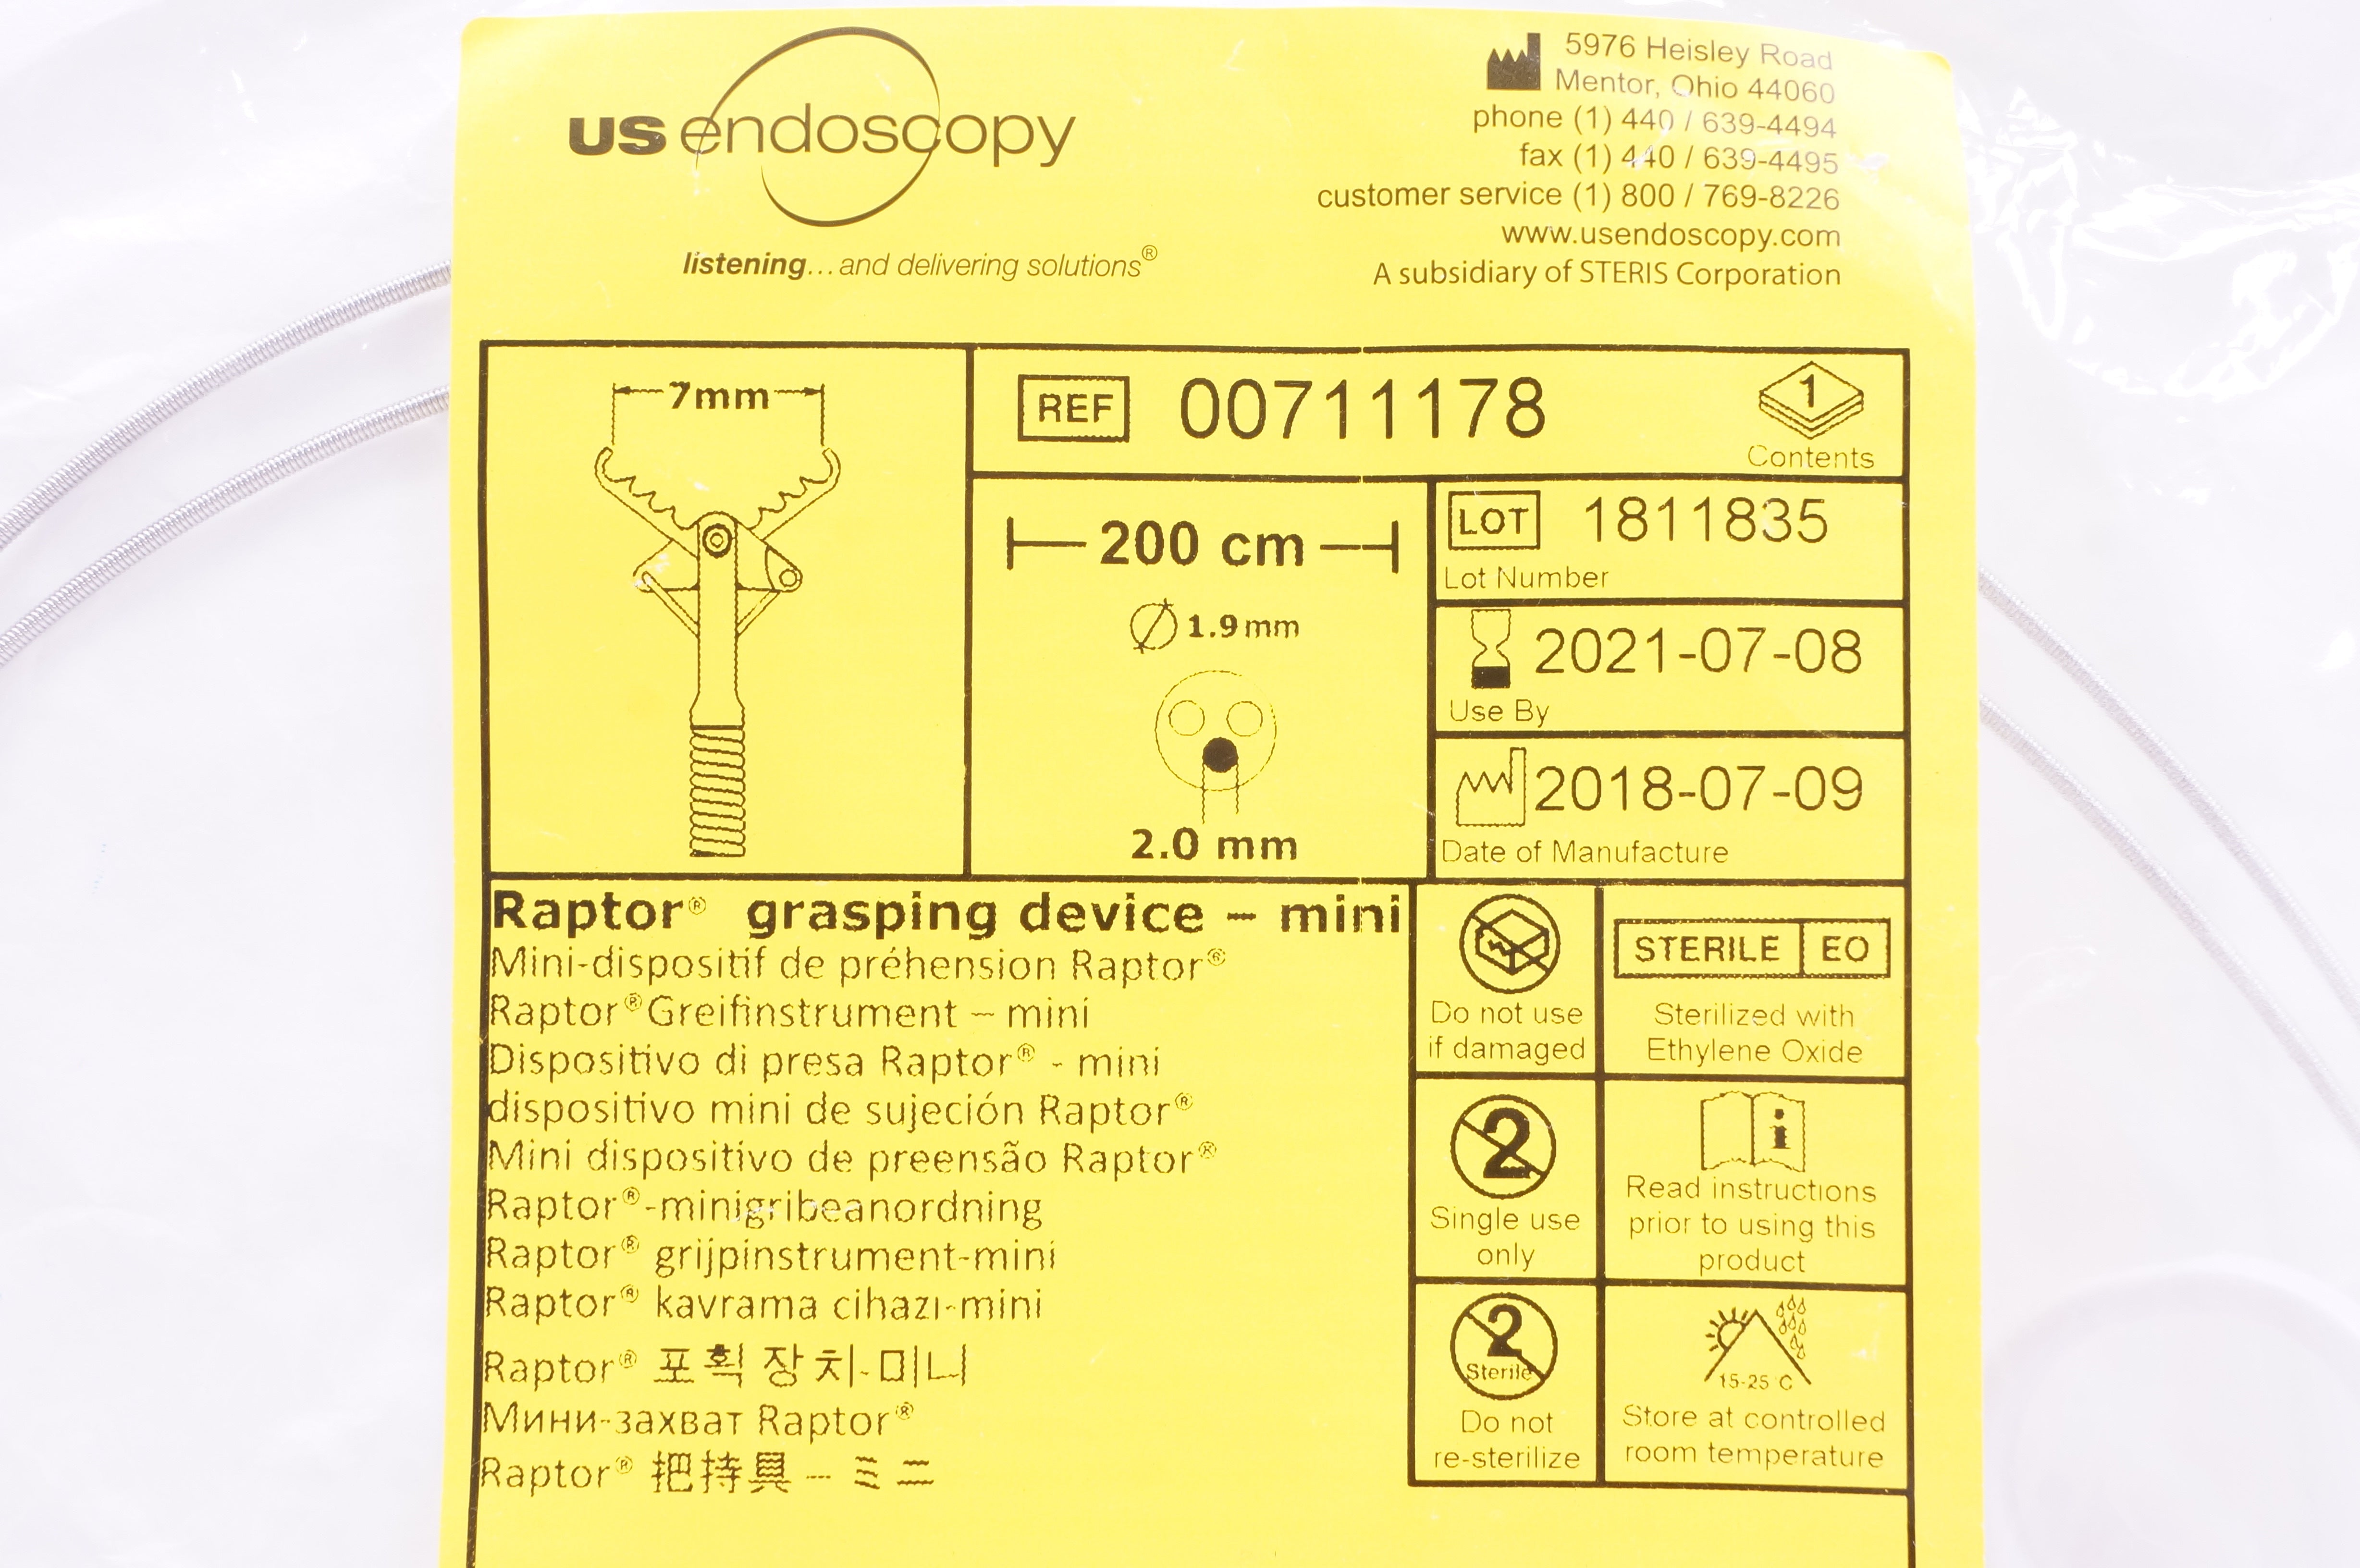 us endoscopy
listening...and delivering solutions®
5976 Heisley Road
Mentor, Ohio 44060
phone (1) 440 / 639-4494
fax (1) 440 / 639-4495
customer service (1) 800 / 769-8226
www.usendoscopy.com
A subsidiary of STERIS Corporation
7mm
REF 00711178
1
Contents
200 cm
1.9mm
2.0 mm
LOT 1811835
Lot Number
2021-07-08
Use By
2018-07-09
Date of Manufacture
Raptor® grasping device – mini
Mini-dispositif de préhension Raptor®
Raptor® Greifinstrument – mini
Dispositivo di presa Raptor® - mini
dispositivo mini de sujeción Raptor®
Mini dispositivo de preensão Raptor®
Raptor®-minigribeanordning
Raptor® grijpinstrument-mini
Raptor® kavrama cihazı-mini
Raptor® 포획 장치-미니
Мини-захват Raptor®
Raptor® 把持具 – ミニ
Do not use
if damaged
STERILE EO
Sterilized with
Ethylene Oxide
2
Single use
only
i
Read instructions
prior to using this
product
2
Sterile
Do not
re-sterilize
15-25 C
Store at controlled
room temperature